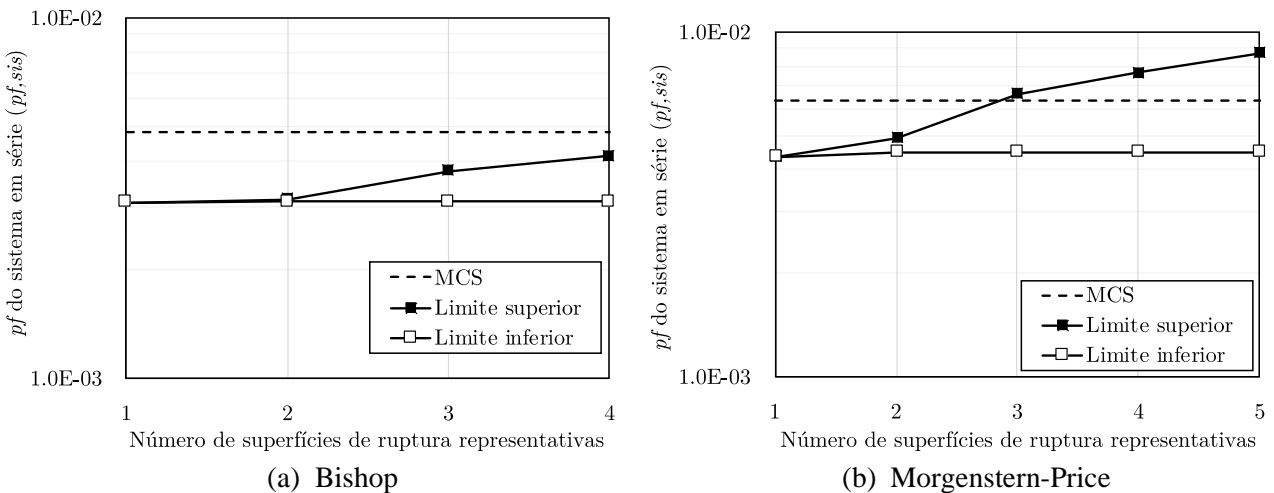 1.0E-02
pf do sistema em série (pf,sis)
1.0E-03
MCS
Limite superior
Limite inferior
1 2 3 4
Número de superfícies de ruptura representativas
(a) Bishop
1.0E-02
pf do sistema em série (pf,sis)
1.0E-03
MCS
Limite superior
Limite inferior
1 2 3 4 5
Número de superfícies de ruptura representativas
(b) Morgenstern-Price